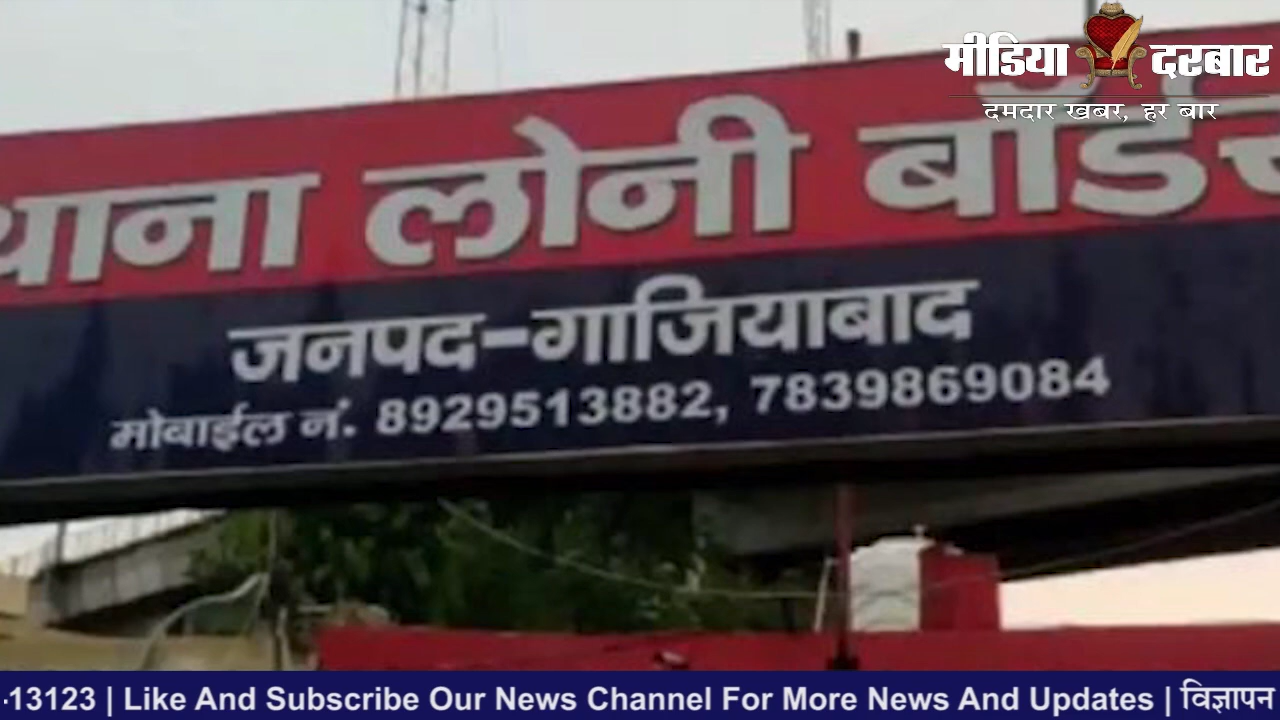 मीडिया दरबार
दमदार खबर, हर बार
थाना लोनी बॉर्डर
जनपद-गाजियाबाद
मोबाईल नं. 8929513882, 7839869084
-13123 | Like And Subscribe Our News Channel For More News And Updates | विज्ञापन